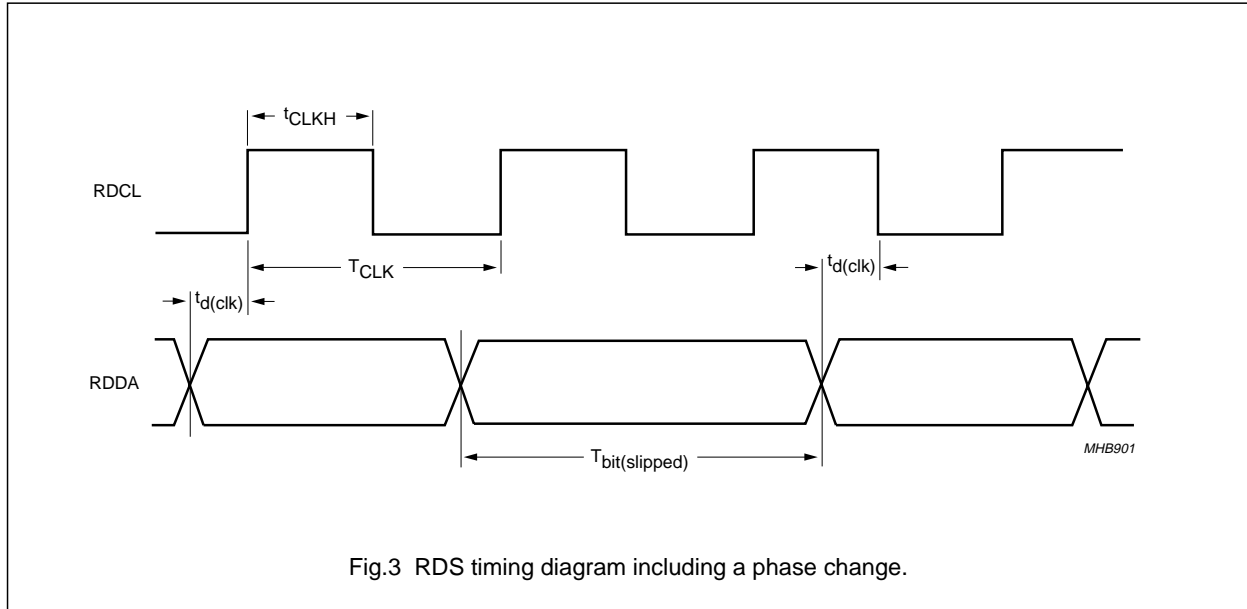 tCLKH
RDCL
TCLK
td(clk)
td(clk)
RDDA
Tbit(slipped)
MHB901
Fig.3 RDS timing diagram including a phase change.